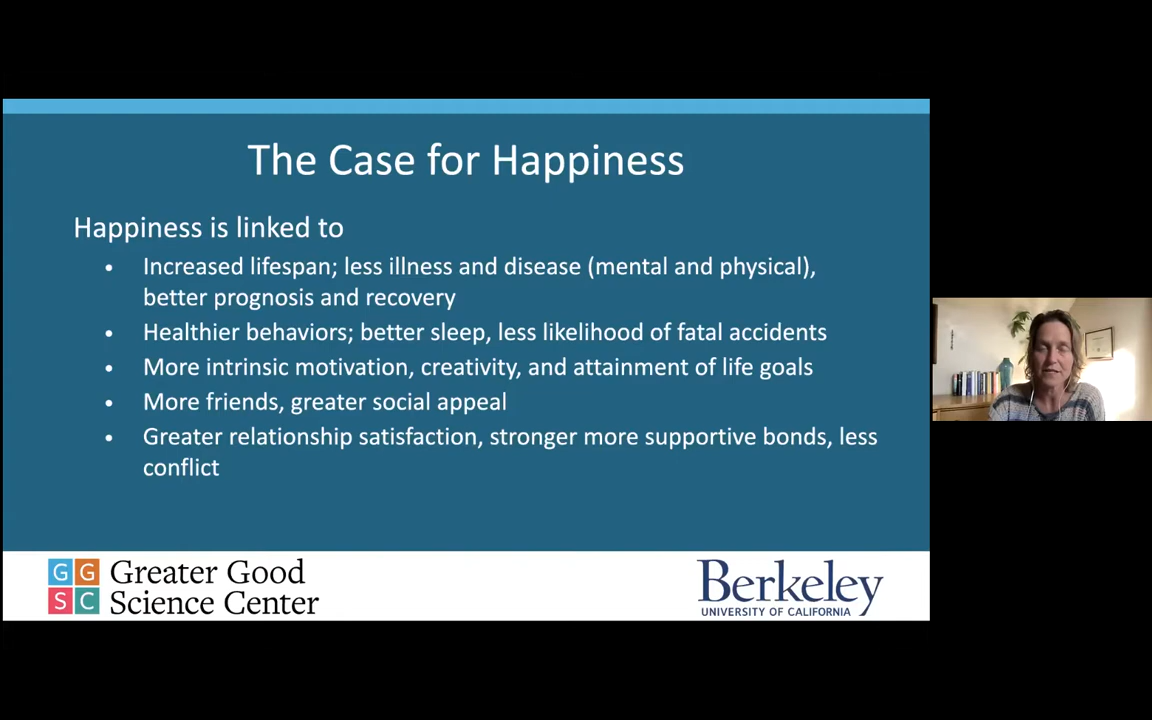 The Case for Happiness
Happiness is linked to
• Increased lifespan; less illness and disease (mental and physical),
better prognosis and recovery
• Healthier behaviors; better sleep, less likelihood of fatal accidents
• More intrinsic motivation, creativity, and attainment of life goals
• More friends, greater social appeal
• Greater relationship satisfaction, stronger more supportive bonds, less
conflict
G G
S C
Greater Good
Science Center
Berkeley
UNIVERSITY OF CALIFORNIA